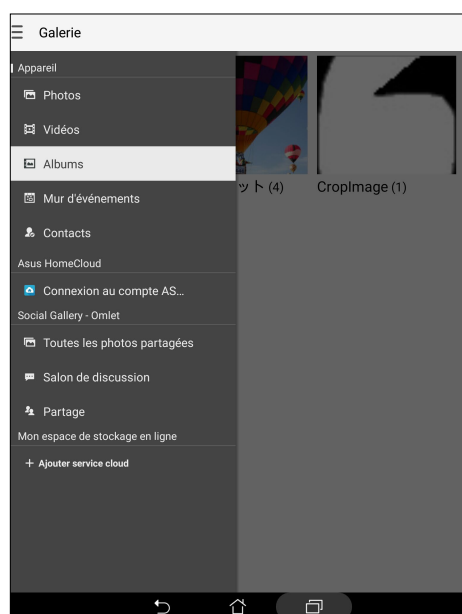 Galerie
Appareil
Photos
Vidéos
Albums
ット (4)
CropImage (1)
Mur d'événements
Contacts
Asus HomeCloud
Connexion au compte AS...
Social Gallery - Omlet
Toutes les photos partagées
Salon de discussion
Partage
Mon espace de stockage en ligne
+ Ajouter service cloud